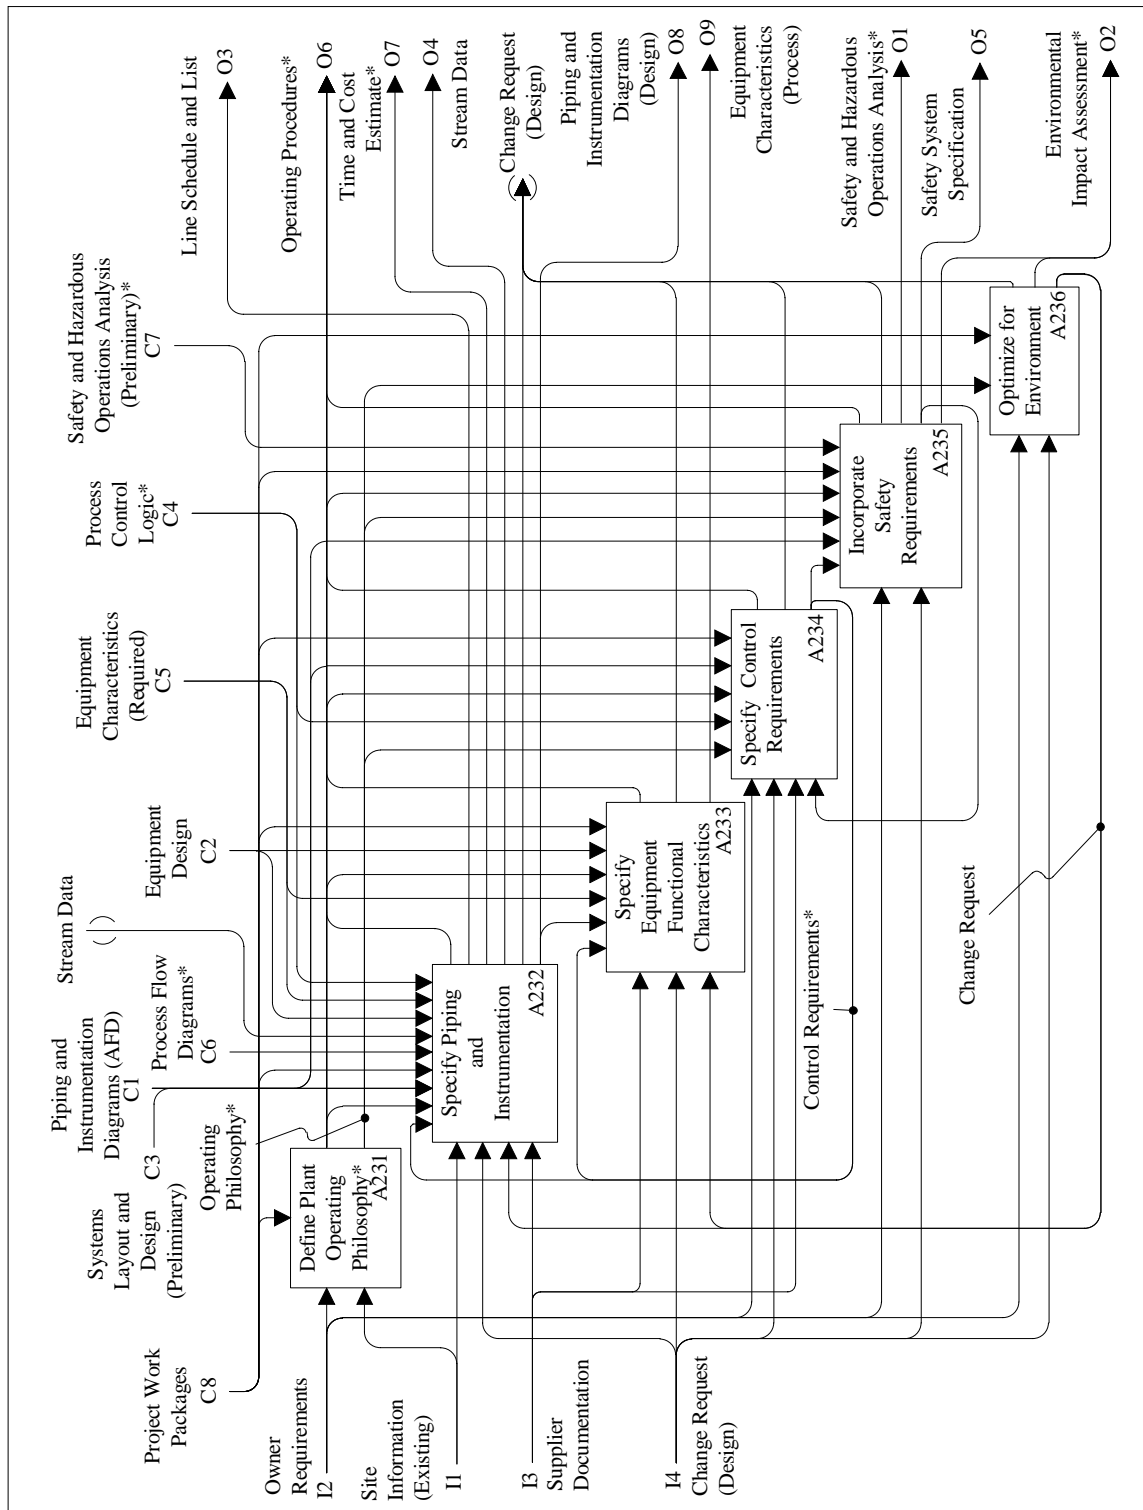 Project Work
Packages
C8
Systems
Layout and
Design
(Preliminary)
C3
Piping and
Instrumentation
Diagrams (AFD)
C1
Process Flow
Diagrams*
C6
Stream Data
Equipment
Design
C2
Equipment
Characteristics
(Required)
C5
Process
Control
Logic*
C4
Safety and Hazardous
Operations Analysis
(Preliminary)*
C7
Owner
Requirements
I2
Site
Information
(Existing)
I1
I3
Supplier
Documentation
I4
Change Request
(Design)
Operating
Philosophy*
Define Plant
Operating
Philosophy*
A231
Specify Piping
and
Instrumentation
A232
Specify
Equipment
Functional
Characteristics
A233
Specify Control
Requirements
A234
Incorporate
Safety
Requirements
A235
Optimize for
Environment
A236
Control Requirements*
Change Request
Line Schedule and List
O3
Operating Procedures*
O6
Time and Cost
Estimate*
O7
O4
Stream Data
Change Request
(Design)
Piping and
Instrumentation
Diagrams
(Design)
O8
O9
Equipment
Characteristics
(Process)
Safety and Hazardous
Operations Analysis*
O1
Safety System
Specification
O5
Environmental
Impact Assessment*
O2